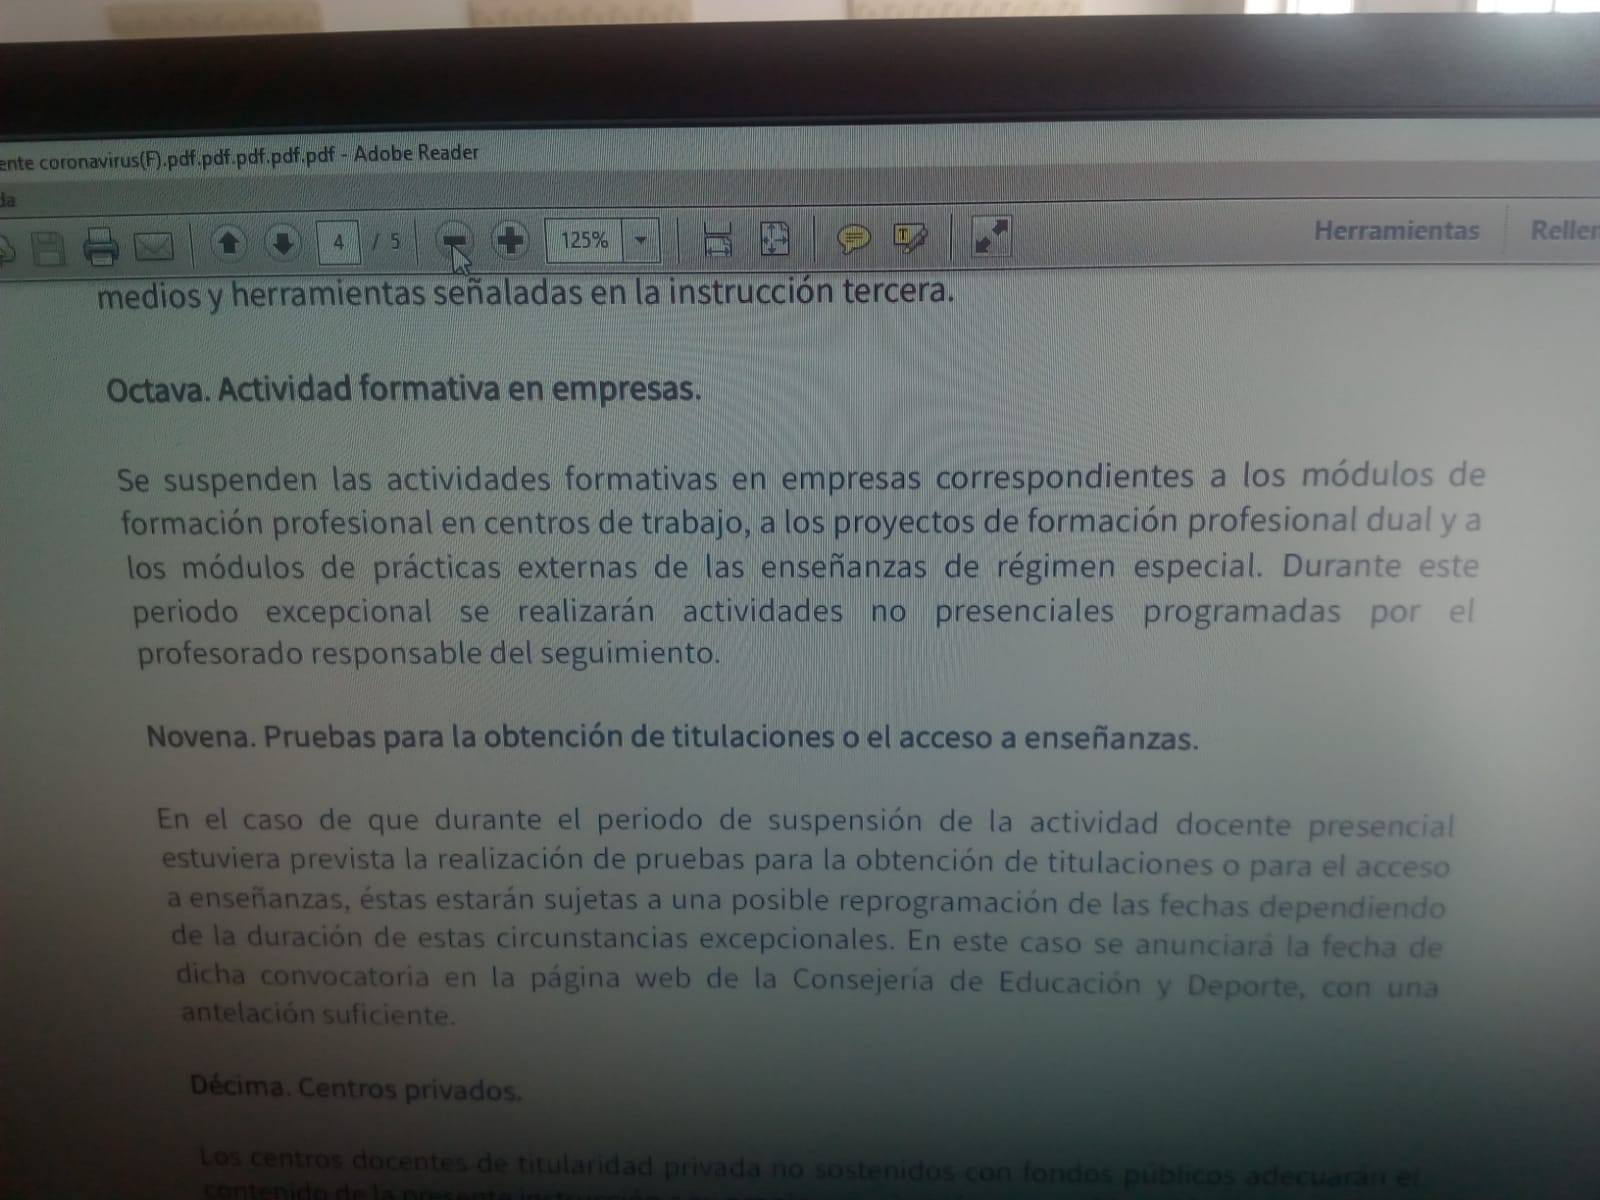 ente coronavirus(F).pdf.pdf.pdf.pdf.pdf - Adobe Reader
da
4 / 5 125% Herramientas Reller
medios y herramientas señaladas en la instrucción tercera.
Octava. Actividad formativa en empresas.
Se suspenden las actividades formativas en empresas correspondientes a los módulos de
formación profesional en centros de trabajo, a los proyectos de formación profesional dual y a
los módulos de prácticas externas de las enseñanzas de régimen especial. Durante este
periodo excepcional se realizarán actividades no presenciales programadas por el
profesorado responsable del seguimiento.
Novena. Pruebas para la obtención de titulaciones o el acceso a enseñanzas.
En el caso de que durante el periodo de suspensión de la actividad docente presencial
estuviera prevista la realización de pruebas para la obtención de titulaciones o para el acceso
a enseñanzas, éstas estarán sujetas a una posible reprogramación de las fechas dependiendo
de la duración de estas circunstancias excepcionales. En este caso se anunciará la fecha de
dicha convocatoria en la página web de la Consejería de Educación y Deporte, con una
antelación suficiente.
Décima. Centros privados.
Los centros docentes de titularidad privada no sostenidos con fondos públicos adecuarán el
contenido de la presente